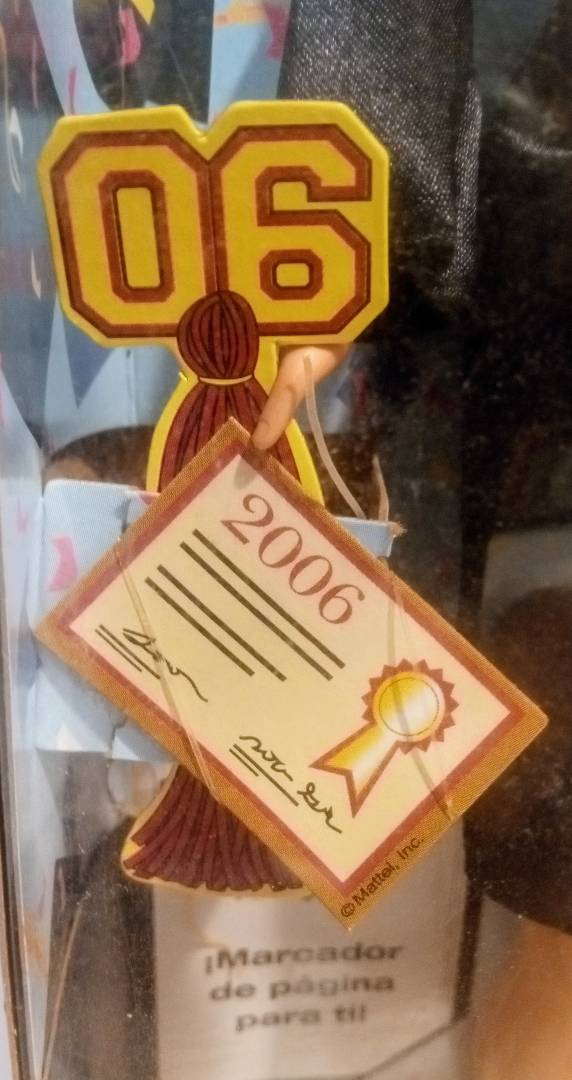 06
2006
© Mattel, Inc.
¡Marcador
de página
para ti!